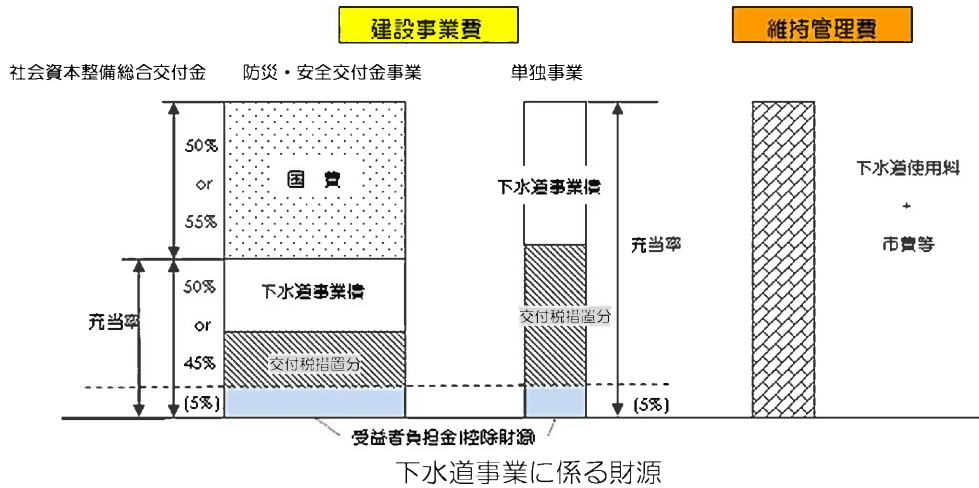 建設事業費
維持管理費
社会資本整備総合交付金
防災・安全交付金事業
単独事業
50%
or
55%
国 費
下水道事業債
下水道使用料
+
市費等
充当率
50%
or
45%
下水道事業債
充当率
交付税措置分
交付税措置分
(5%)
(5%)
受益者負担金(控除財源)
下水道事業に係る財源